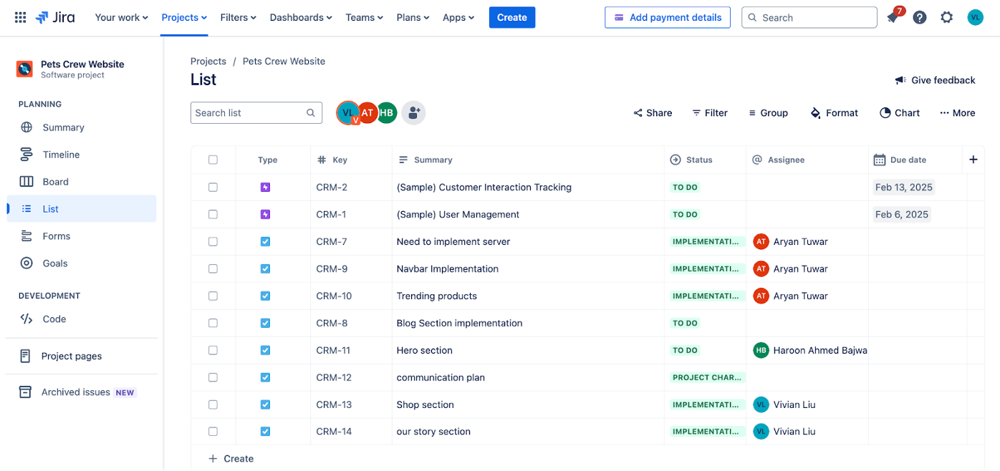 Jira Your work Projects Filters Dashboards Teams Plans Apps Create Add payment details Search 7 VL
Pets Crew Website
Software project
PLANNING
Summary
Timeline
Board
List
Forms
Goals
DEVELOPMENT
Code
Project pages
Archived issues NEW
Projects / Pets Crew Website
List
Give feedback
Search list VL V AT HB Share Filter Group Format Chart More
Type Key Summary Status Assignee Due date
CRM-2 (Sample) Customer Interaction Tracking TO DO Feb 13, 2025
CRM-1 (Sample) User Management TO DO Feb 6, 2025
CRM-7 Need to implement server IMPLEMENTATI... AT Aryan Tuwar
CRM-9 Navbar Implementation IMPLEMENTATI... AT Aryan Tuwar
CRM-10 Trending products IMPLEMENTATI... AT Aryan Tuwar
CRM-8 Blog Section implementation TO DO
CRM-11 Hero section TO DO HB Haroon Ahmed Bajwa
CRM-12 communication plan PROJECT CHAR...
CRM-13 Shop section IMPLEMENTATI... VL Vivian Liu
CRM-14 our story section IMPLEMENTATI... VL Vivian Liu
Create